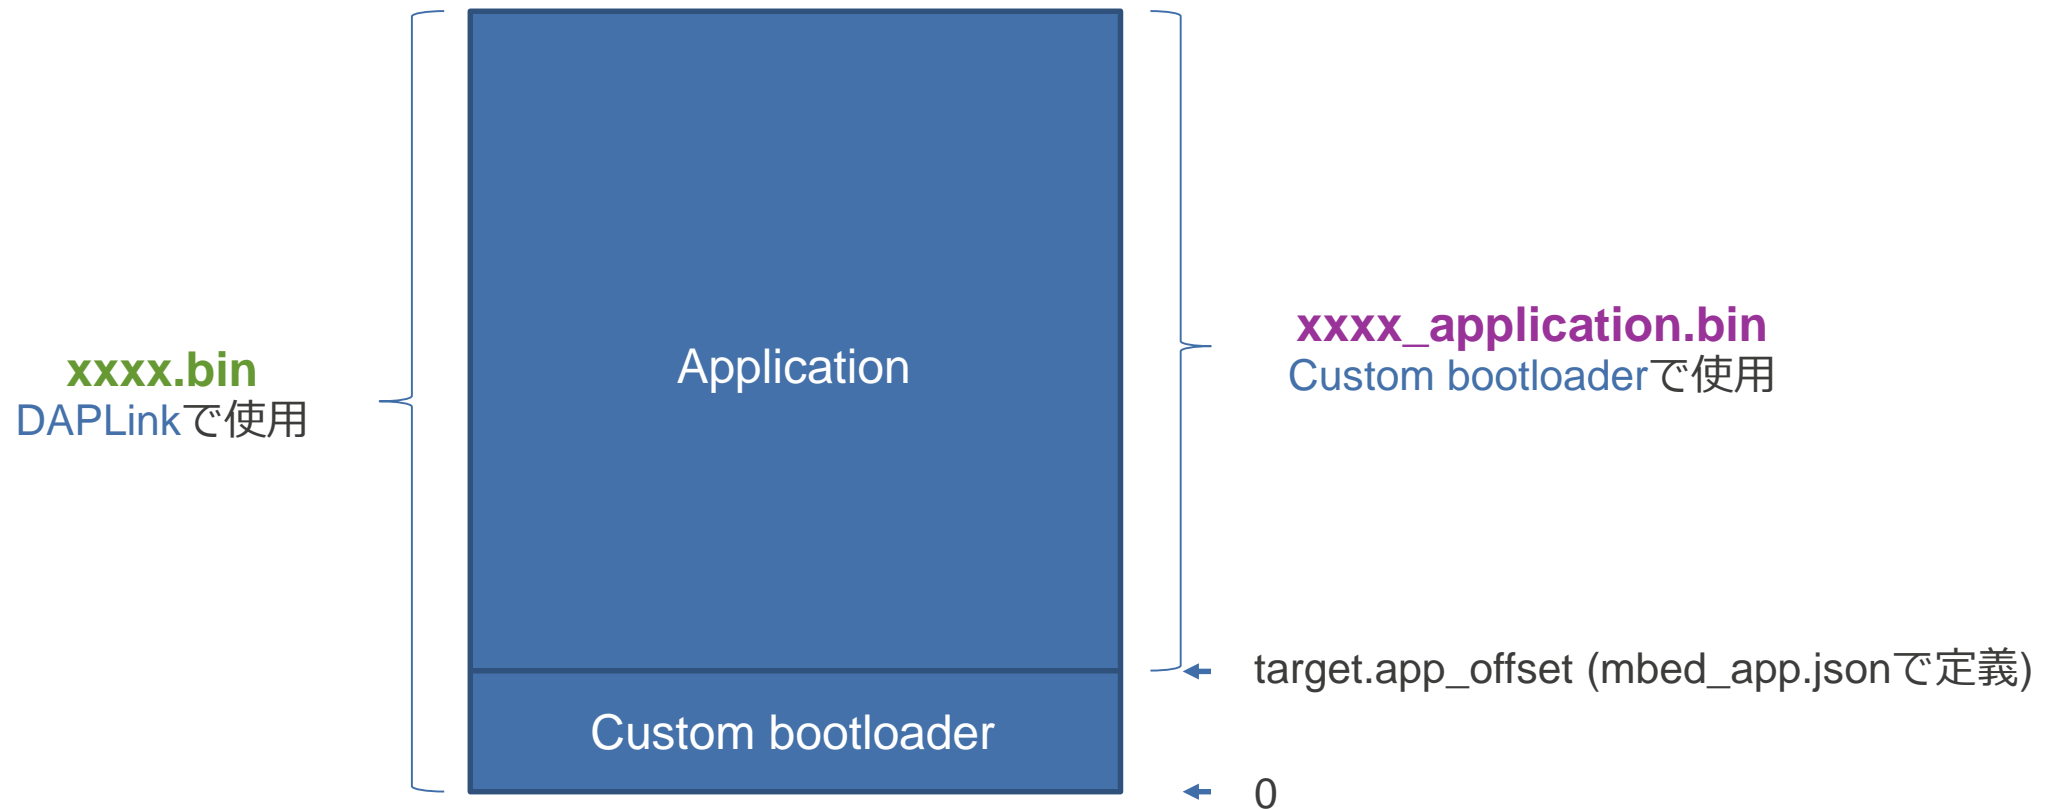 xxxx.bin
DAPLinkで使用
Application
Custom bootloader
xxxx_application.bin
Custom bootloaderで使用
target.app_offset (mbed_app.jsonで定義)
0